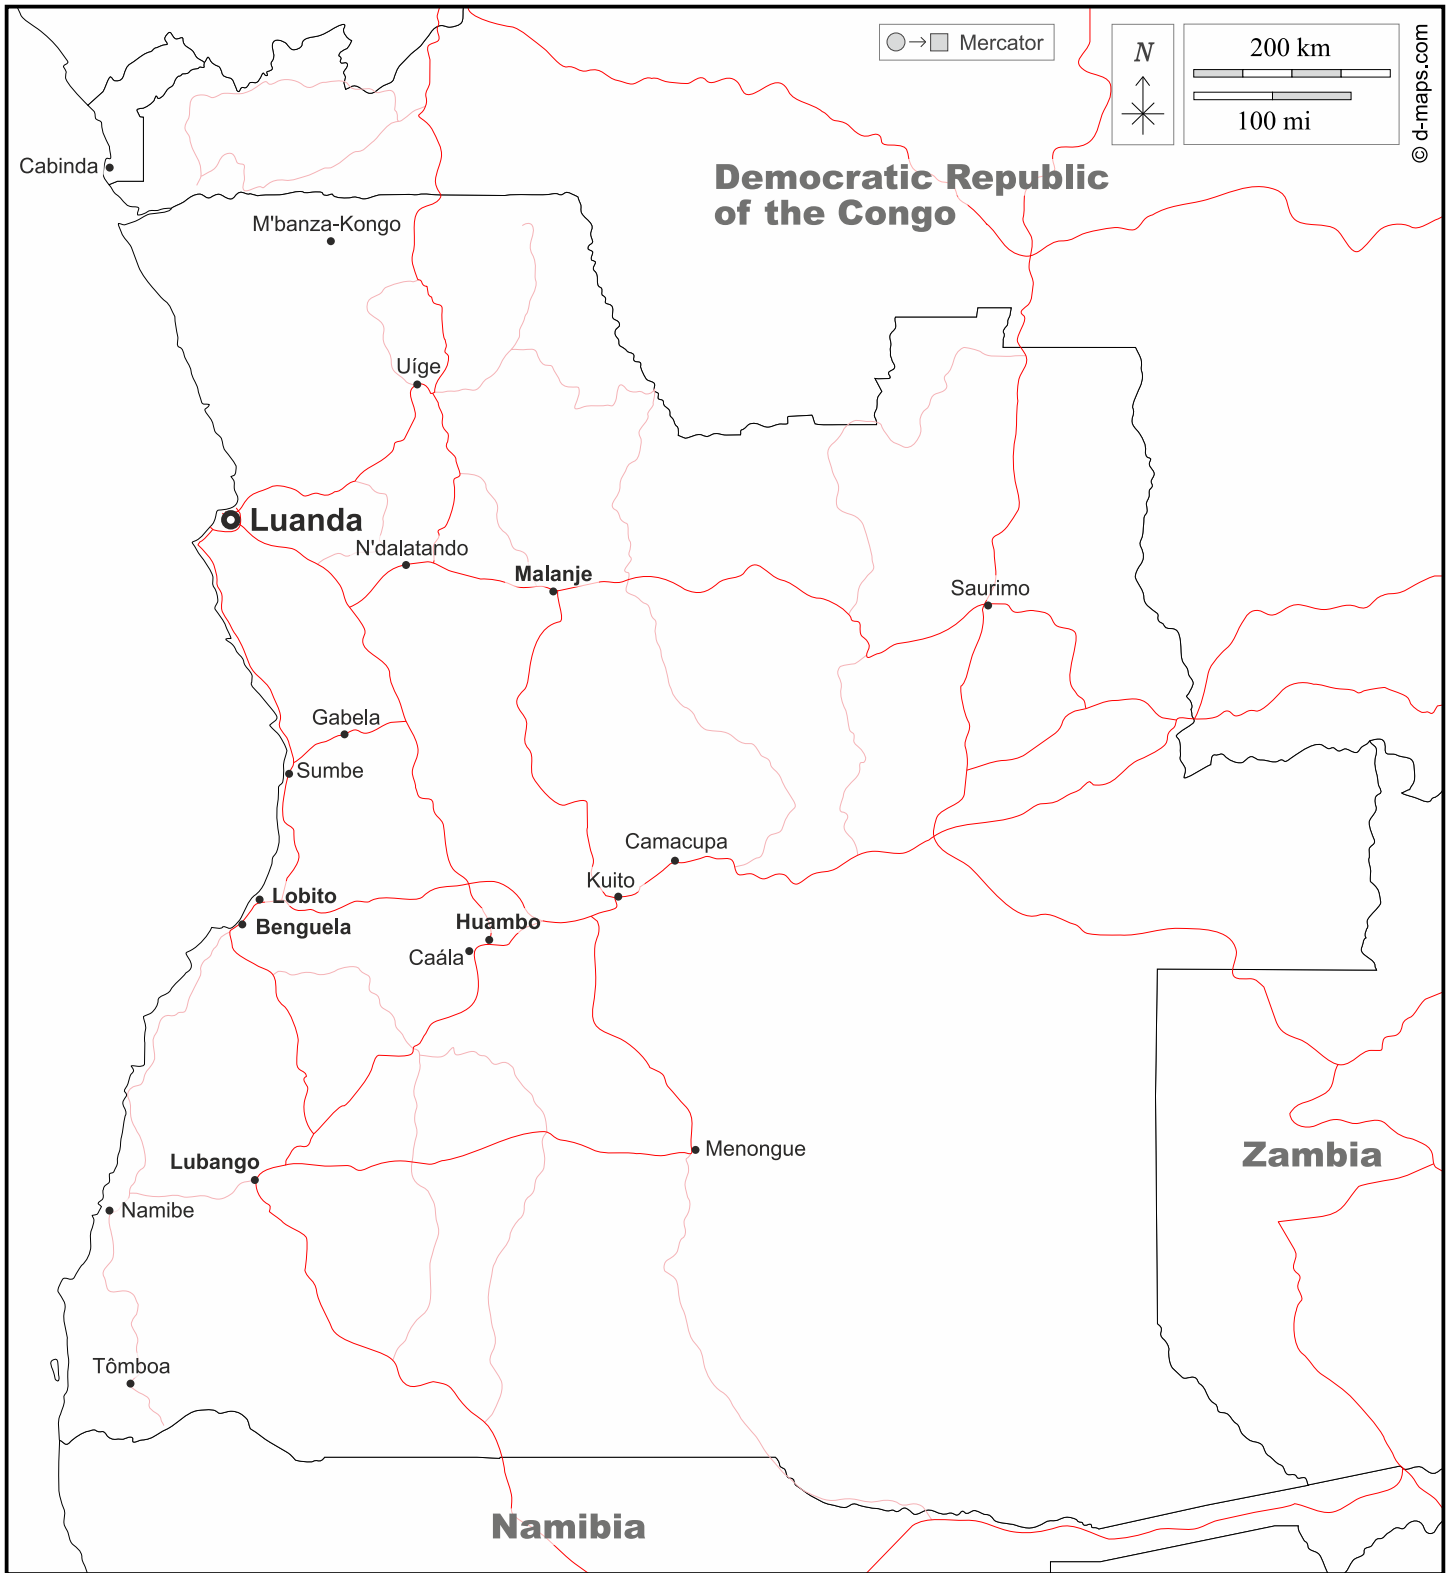 Mercator
N
200 km
100 mi
© d-maps.com
Cabinda
Democratic Republic
of the Congo
M'banza-Kongo
Uíge
Luanda
N'dalatando
Malanje
Saurimo
Gabela
Sumbe
Camacupa
Kuito
Lobito
Benguela
Huambo
Caála
Menongue
Zambia
Lubango
Namibe
Tômboa
Namibia